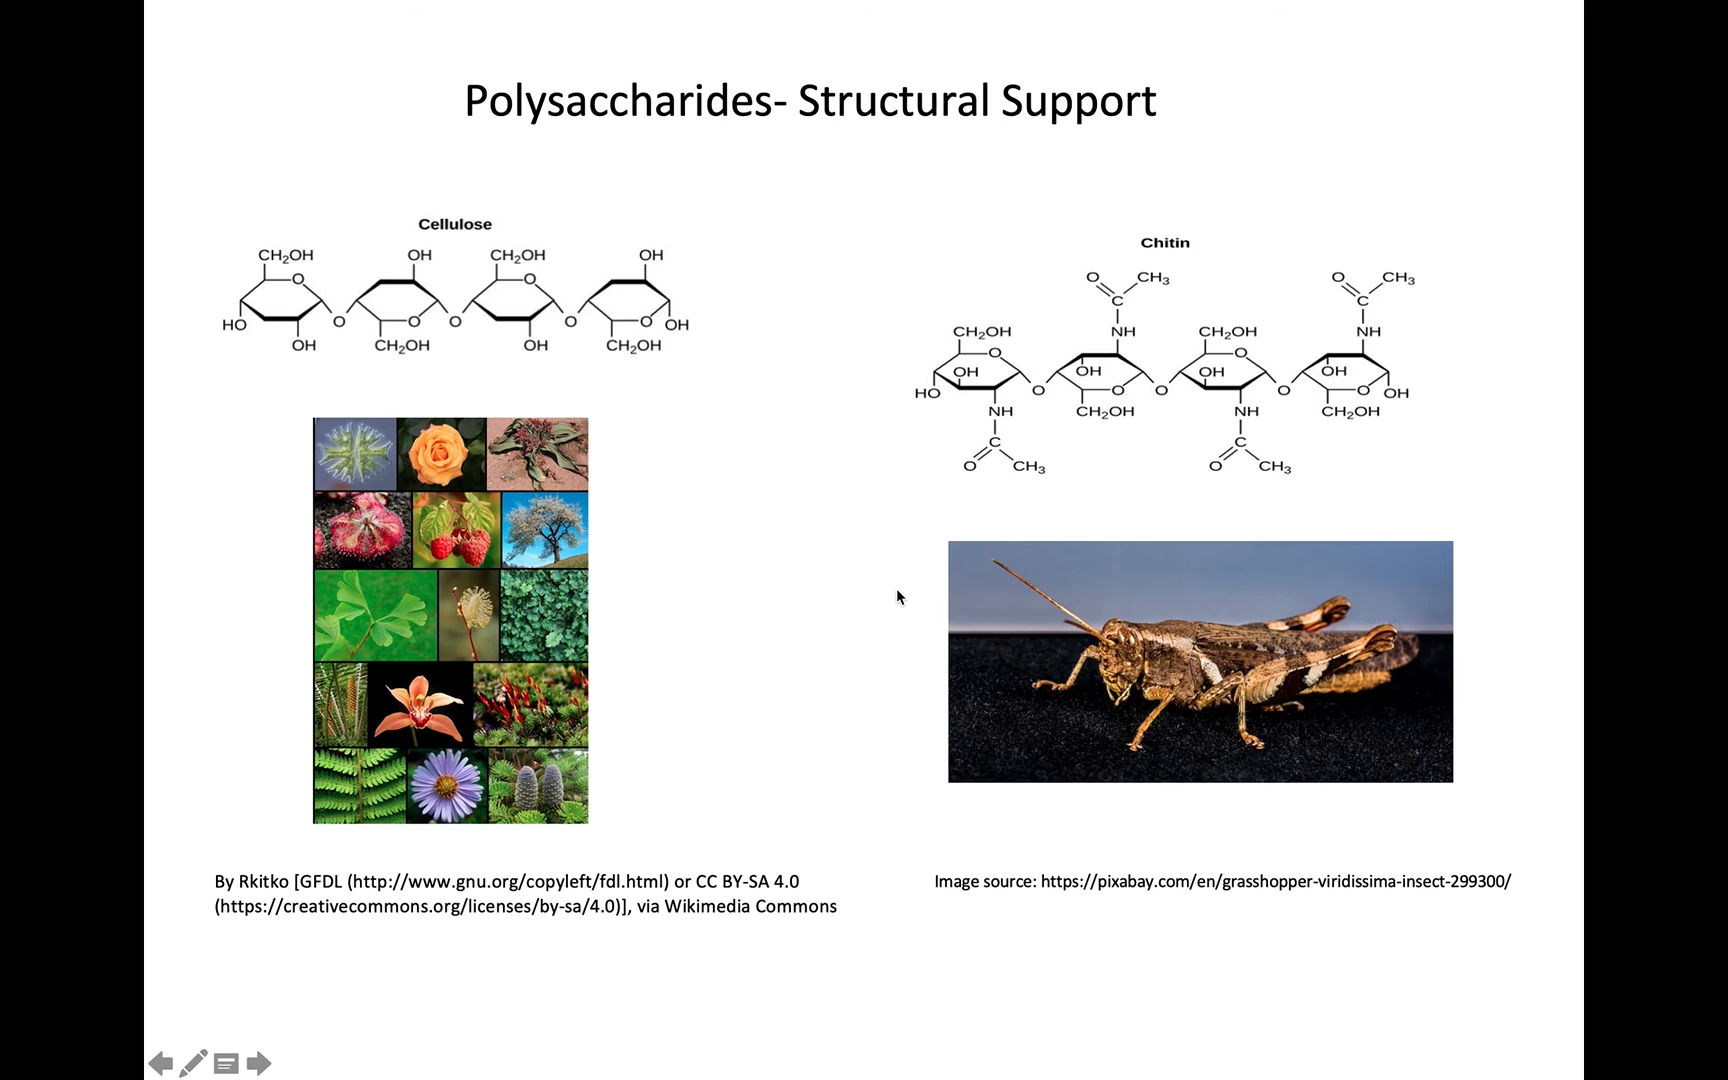 Polysaccharides- Structural Support
Cellulose
CH₂OH OH CH₂OH OH
O O
O O O
HO O O OH
OH CH₂OH OH CH₂OH
Chitin
O CH₃ O CH₃
C C
NH NH
CH₂OH CH₂OH
O O
OH OH OH OH
HO O O O O O OH
NH CH₂OH NH CH₂OH
C C
O CH₃ O CH₃
By Rkitko [GFDL (http://www.gnu.org/copyleft/fdl.html) or CC BY-SA 4.0
(https://creativecommons.org/licenses/by-sa/4.0)], via Wikimedia Commons
Image source: https://pixabay.com/en/grasshopper-viridissima-insect-299300/